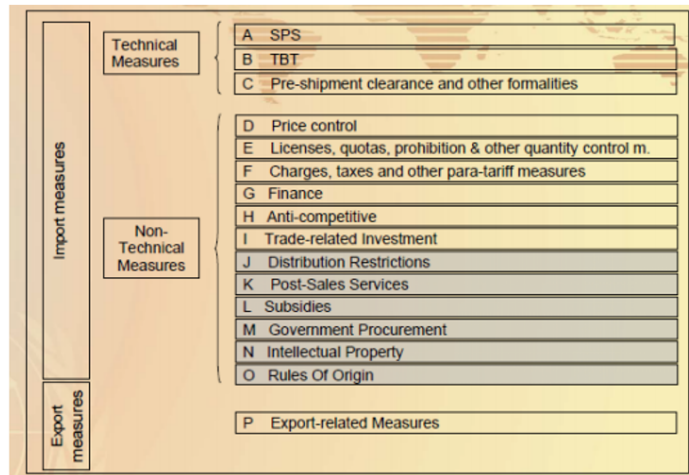 Import measures
Technical
Measures
A SPS
B TBT
C Pre-shipment clearance and other formalities
Non-
Technical
Measures
D Price control
E Licenses, quotas, prohibition & other quantity control m.
F Charges, taxes and other para-tariff measures
G Finance
H Anti-competitive
I Trade-related Investment
J Distribution Restrictions
K Post-Sales Services
L Subsidies
M Government Procurement
N Intellectual Property
O Rules Of Origin
Export
measures
P Export-related Measures